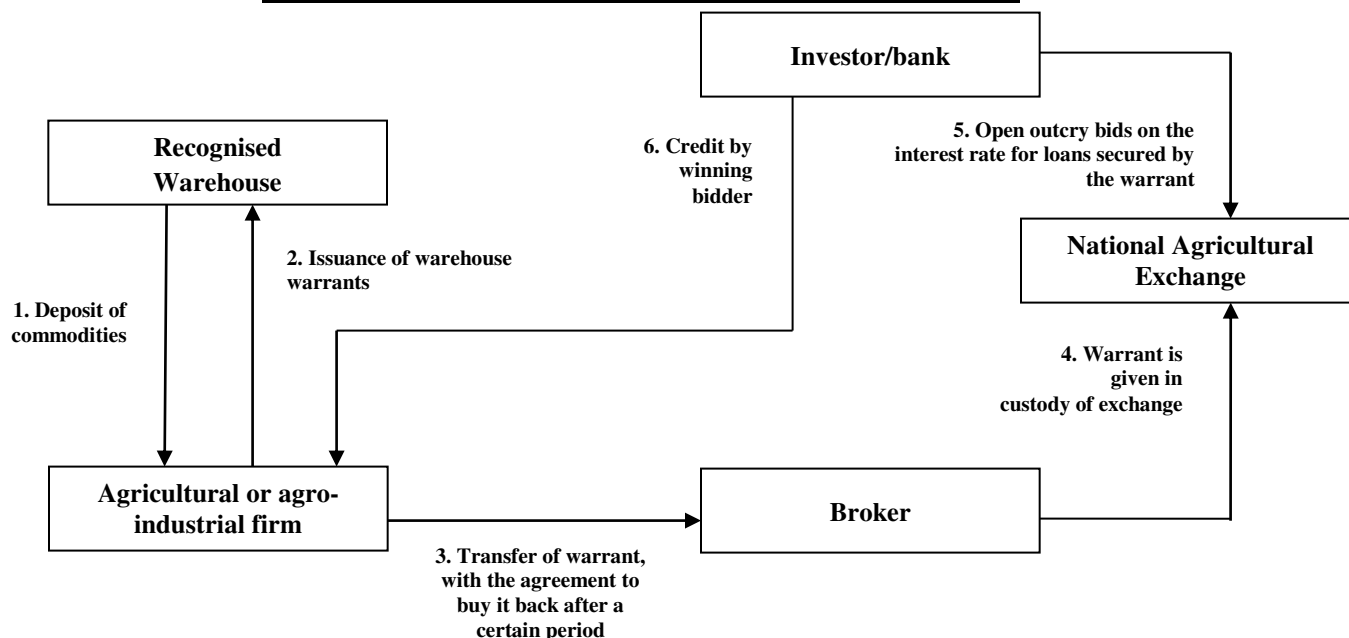 Investor/bank
Recognised
Warehouse
6. Credit by
winning
bidder
5. Open outcry bids on the
interest rate for loans secured by
the warrant
National Agricultural
Exchange
2. Issuance of warehouse
warrants
1. Deposit of
commodities
4. Warrant is
given in
custody of exchange
Agricultural or agro-
industrial firm
Broker
3. Transfer of warrant,
with the agreement to
buy it back after a
certain period